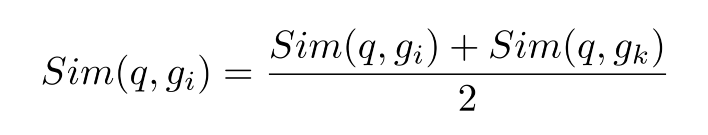 Sim(q, g_i) = \frac{Sim(q, g_i) + Sim(q, g_k)}{2}